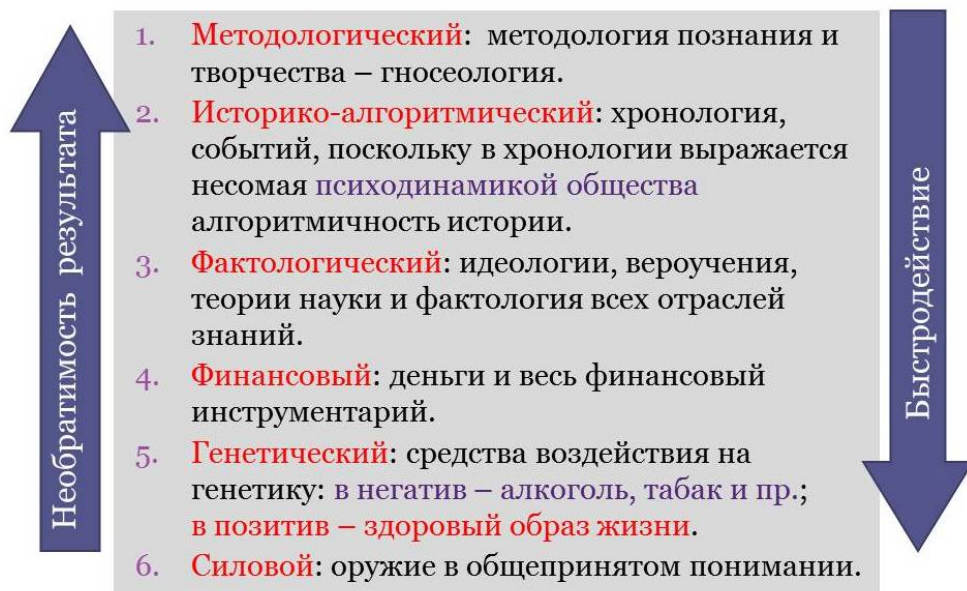 Необратимость результата
1. Методологический: методология познания и
творчества – гносеология.
2. Историко-алгоритмический: хронология,
событий, поскольку в хронологии выражается
несомая психодинамикой общества
алгоритмичность истории.
3. Фактологический: идеологии, вероучения,
теории науки и фактология всех отраслей
знаний.
4. Финансовый: деньги и весь финансовый
инструментарий.
5. Генетический: средства воздействия на
генетику: в негатив – алкоголь, табак и пр.;
в позитив – здоровый образ жизни.
6. Силовой: оружие в общепринятом понимании.
Быстродействие